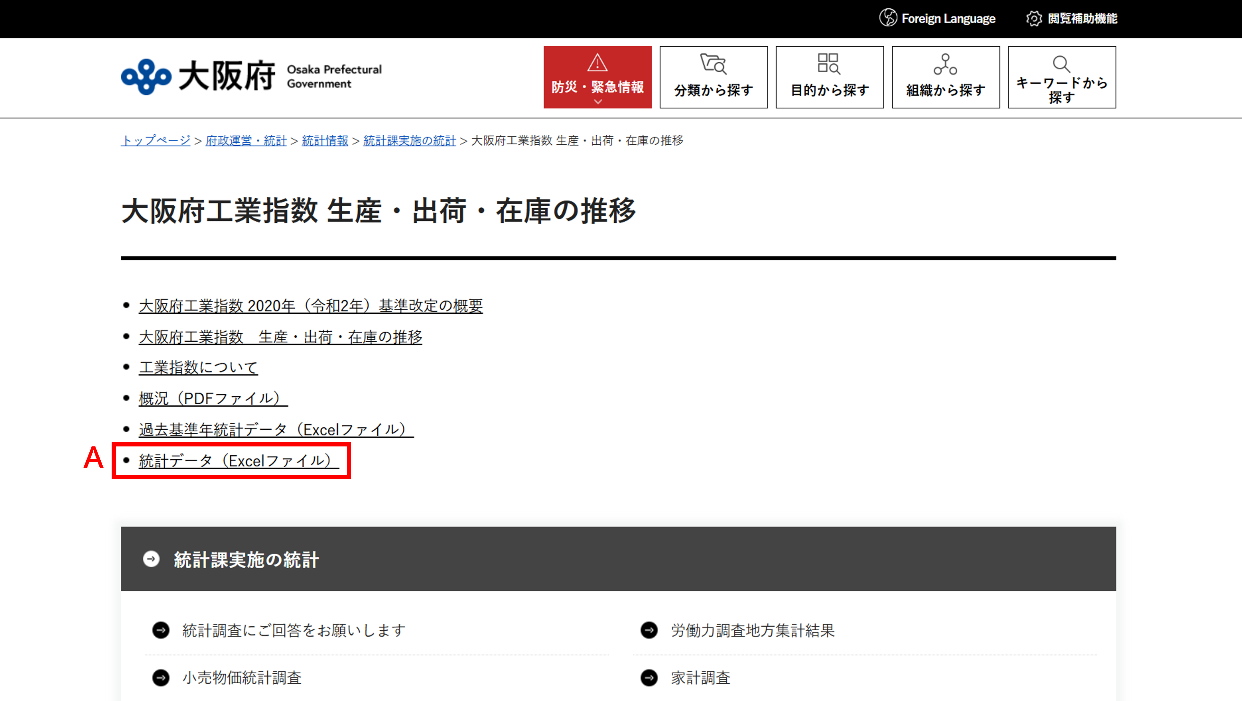 Foreign Language 閲覧補助機能
大阪府 Osaka Prefectural Government
防災・緊急情報
分類から探す
目的から探す
組織から探す
キーワードから
探す
トップページ > 府政運営・統計 > 統計情報 > 統計課実施の統計 > 大阪府工業指数 生産・出荷・在庫の推移
大阪府工業指数 生産・出荷・在庫の推移
大阪府工業指数 2020年（令和2年）基準改定の概要
大阪府工業指数　生産・出荷・在庫の推移
工業指数について
概況（PDFファイル）
過去基準年統計データ（Excelファイル）
A 統計データ（Excelファイル）
統計課実施の統計
統計調査にご回答をお願いします
労働力調査地方集計結果
小売物価統計調査
家計調査